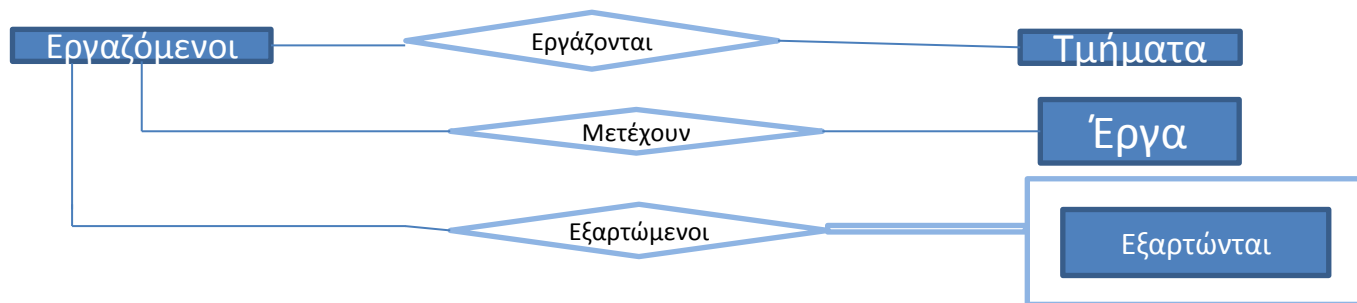 Εργαζόμενοι
Εργάζονται
Τμήματα
Μετέχουν
Έργα
Εξαρτώμενοι
Εξαρτώνται